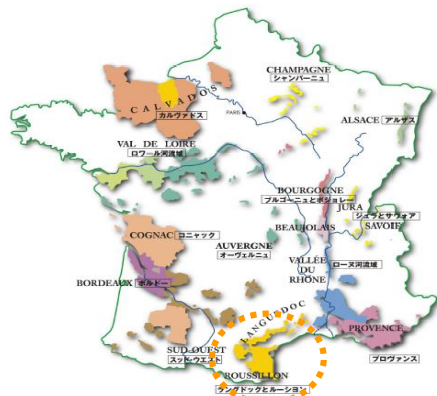 CHAMPAGNE
シャンパーニュ
CALVADOS
カルヴァドス
PARIS
ALSACE アルザス
VAL DE LOIRE
ロワール河流域
BOURGOGNE
ブルゴーニュとボジョレー
JURA
ジュラとサヴォア
SAVOIE
BEAUJOLAIS
COGNAC コニャック
AUVERGNE
オーヴェルニュ
VALLÉE
DU
RHÔNE
ローヌ河流域
BORDEAUX ボルドー
LANGUEDOC
PROVENCE
プロヴァンス
SUD-OUEST
スッド・ウエスト
ROUSSILLON
ラングドックとルーション